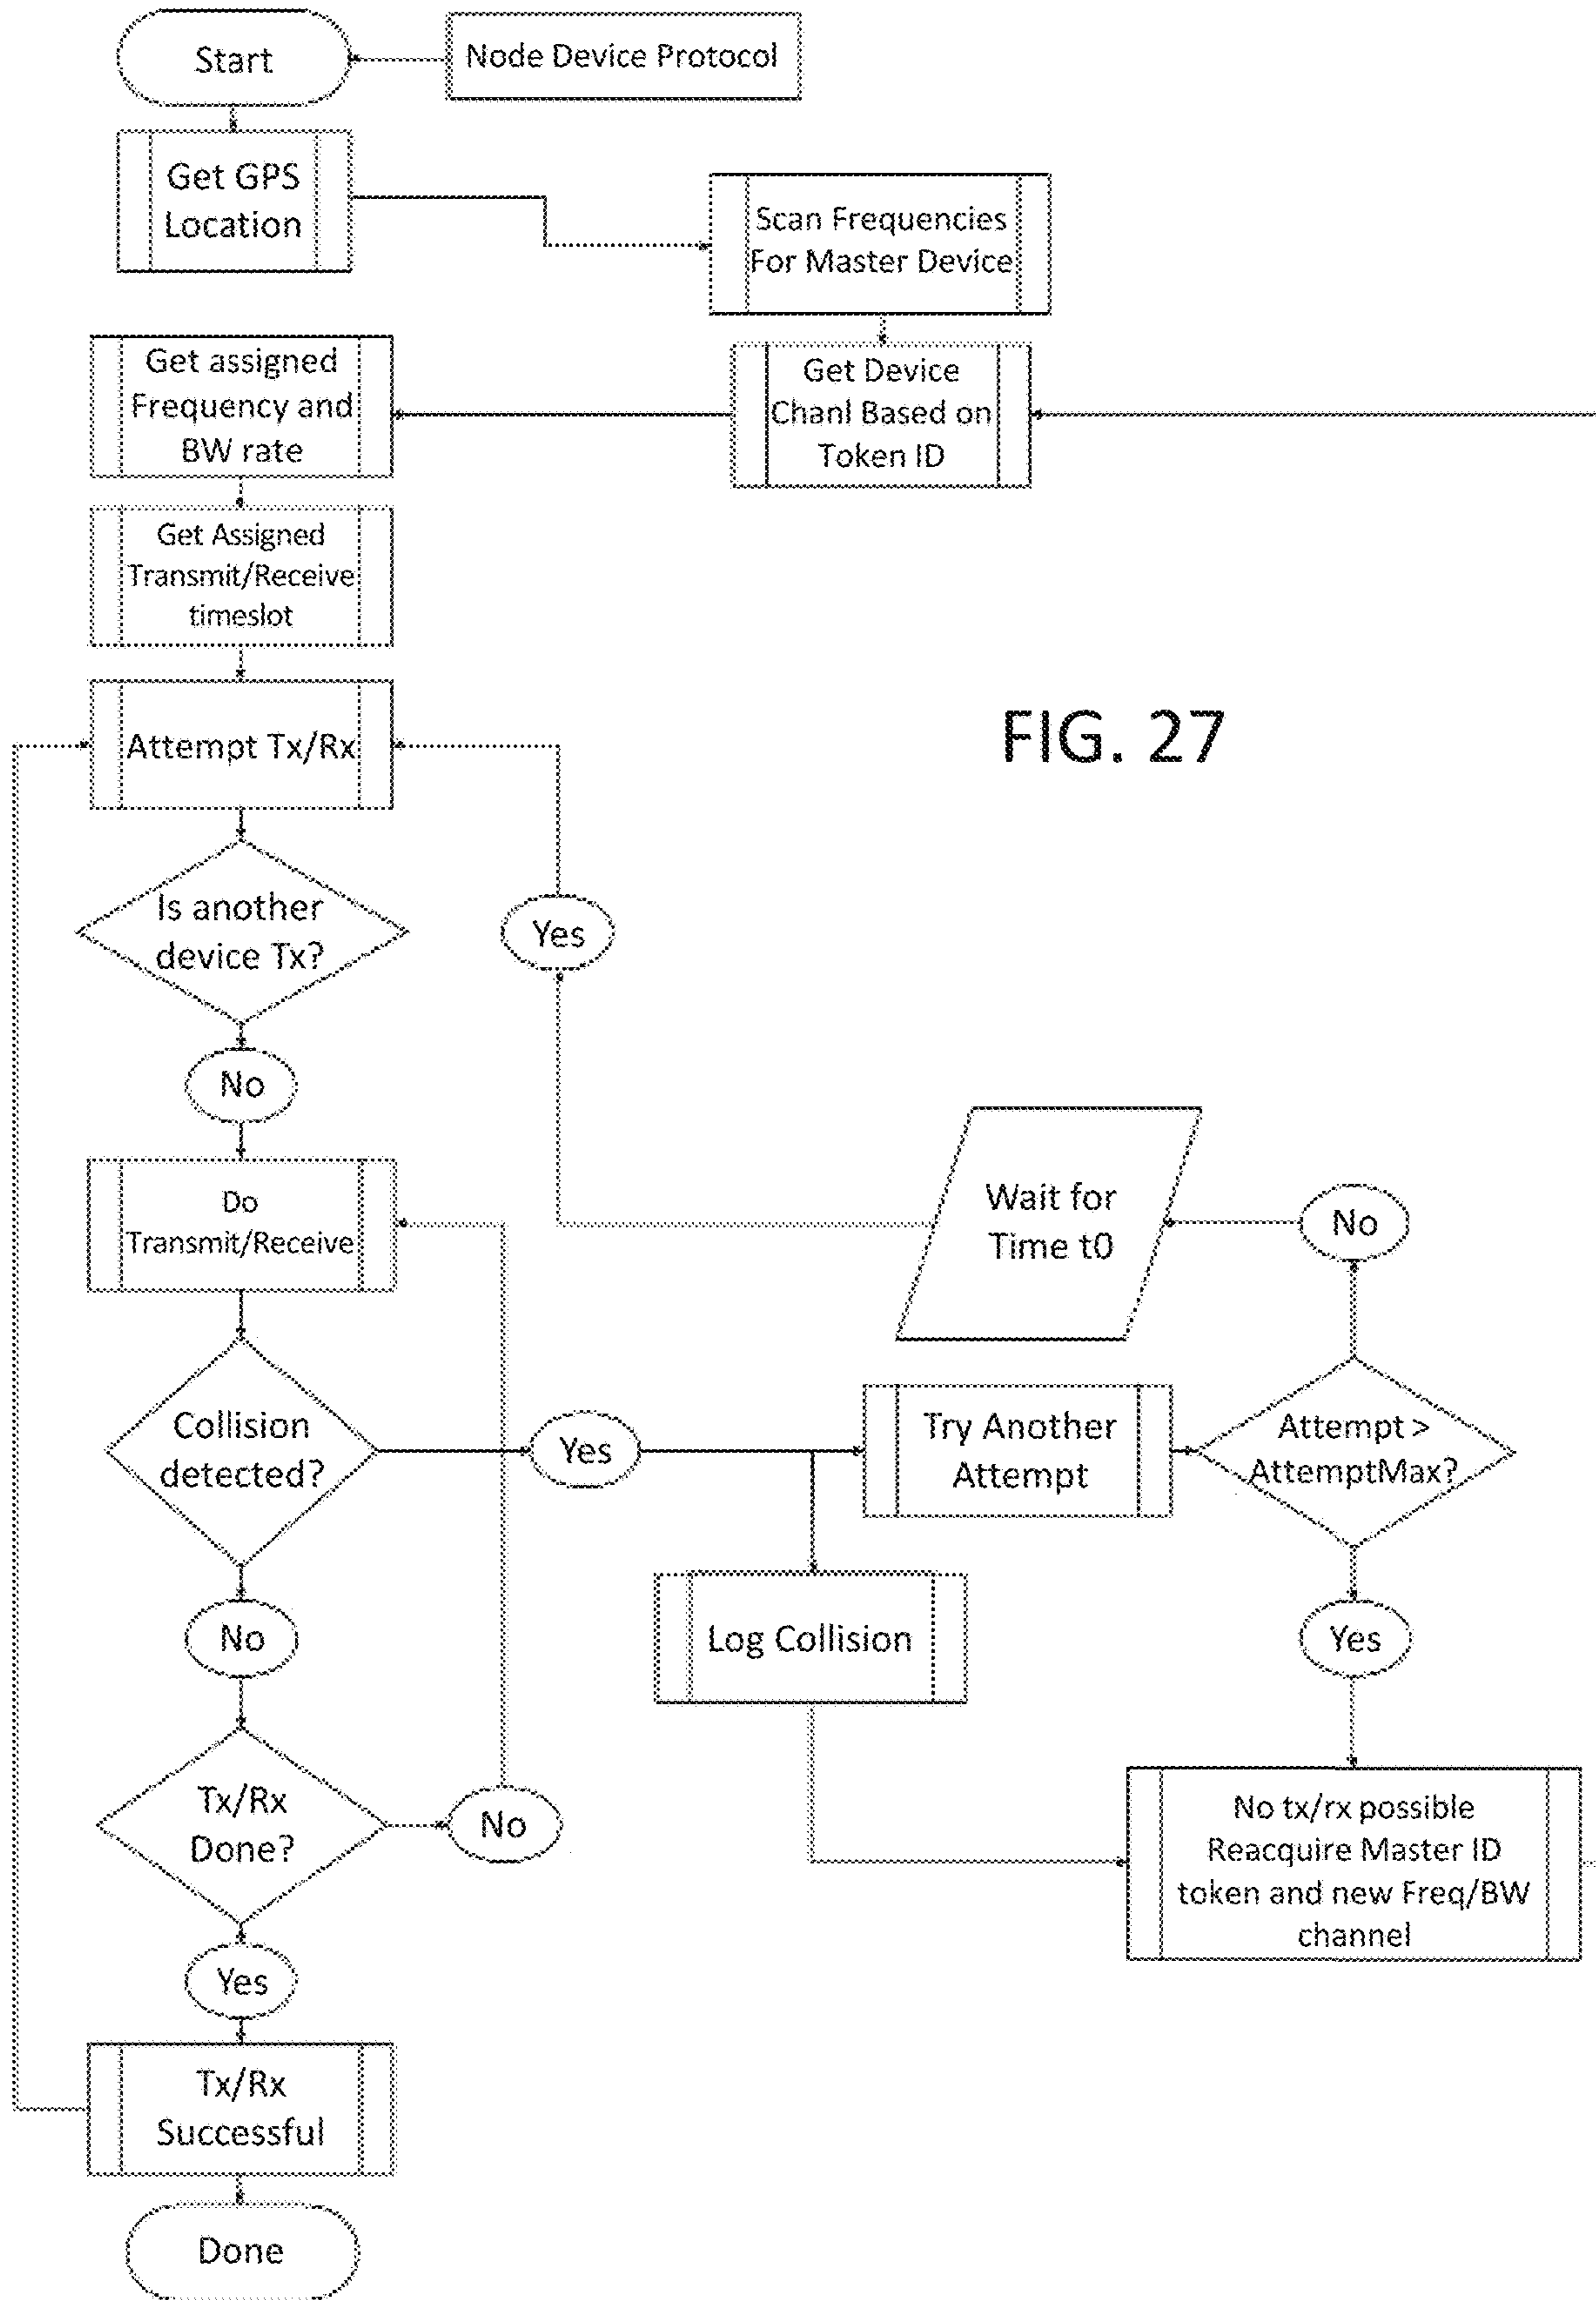 Start
Node Device Protocol
Get GPS
Location
Scan Frequencies
For Master Device
Get assigned
Frequency and
BW rate
Get Device
Chanl Based on
Token ID
Get Assigned
Transmit/Receive
timeslot
Attempt Tx/Rx
FIG. 27
Is another
device Tx?
Yes
No
Do
Transmit/Receive
Wait for
Time t0
No
Collision
detected?
Yes
Try Another
Attempt
Attempt >
AttemptMax?
No
Log Collision
Yes
Tx/Rx
Done?
No
No tx/rx possible
Reacquire Master ID
token and new Freq/BW
channel
Yes
Tx/Rx
Successful
Done